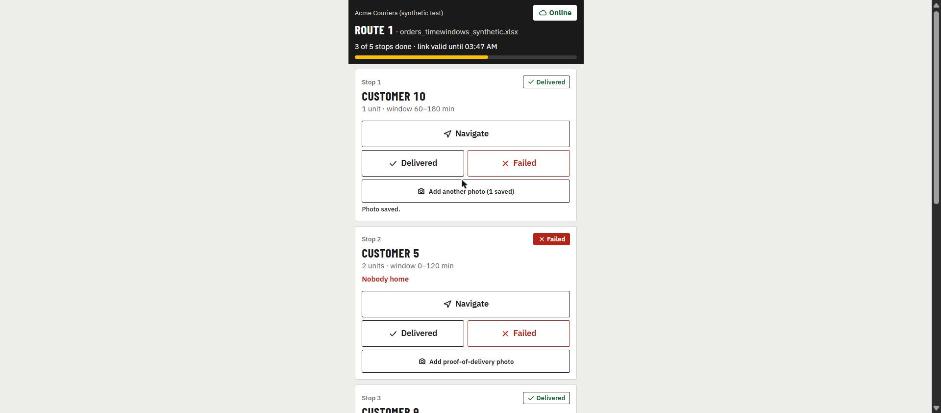 Acme Couriers (synthetic test)
Online
ROUTE 1 · orders_timewindows_synthetic.xlsx
3 of 5 stops done · link valid until 03:47 AM
Stop 1
Delivered
CUSTOMER 10
1 unit · window 60–180 min
Navigate
Delivered
Failed
Add another photo (1 saved)
Photo saved.
Stop 2
Failed
CUSTOMER 5
2 units · window 0–120 min
Nobody home
Navigate
Delivered
Failed
Add proof-of-delivery photo
Stop 3
Delivered
CUSTOMER 9